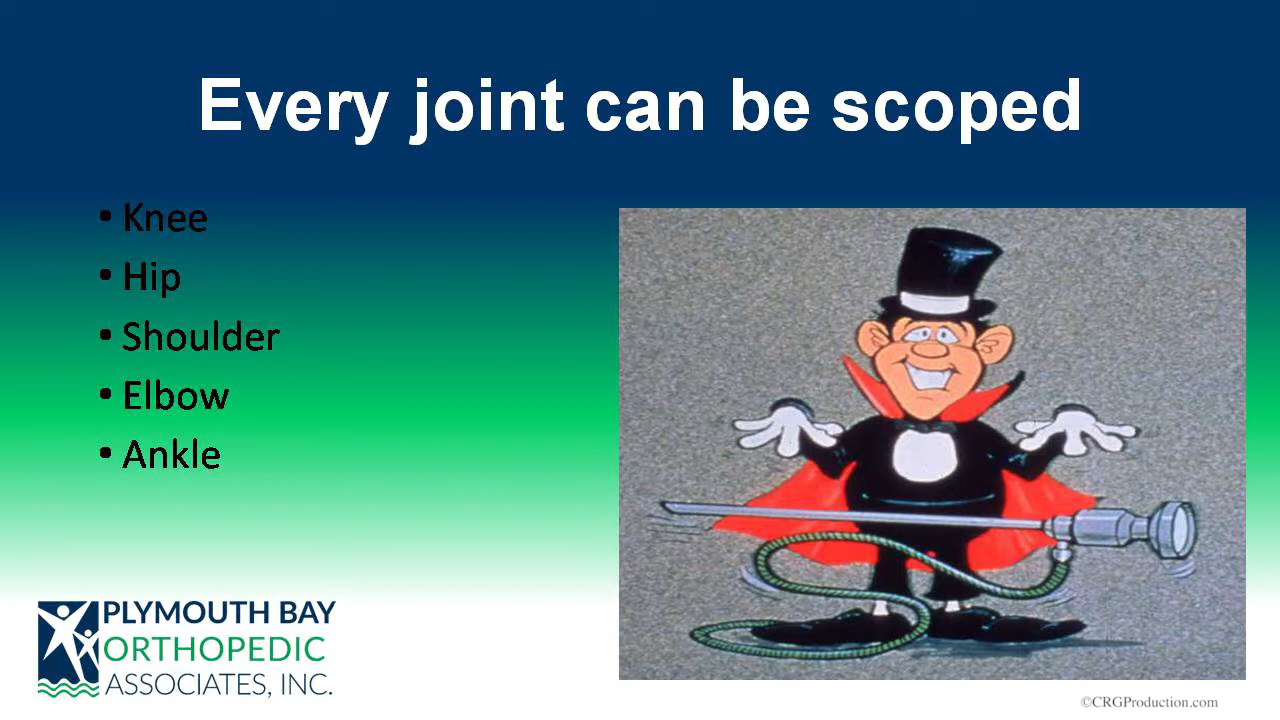 Every joint can be scoped
• Knee
• Hip
• Shoulder
• Elbow
• Ankle
PLYMOUTH BAY
ORTHOPEDIC
ASSOCIATES, INC.
©CRGProduction.com